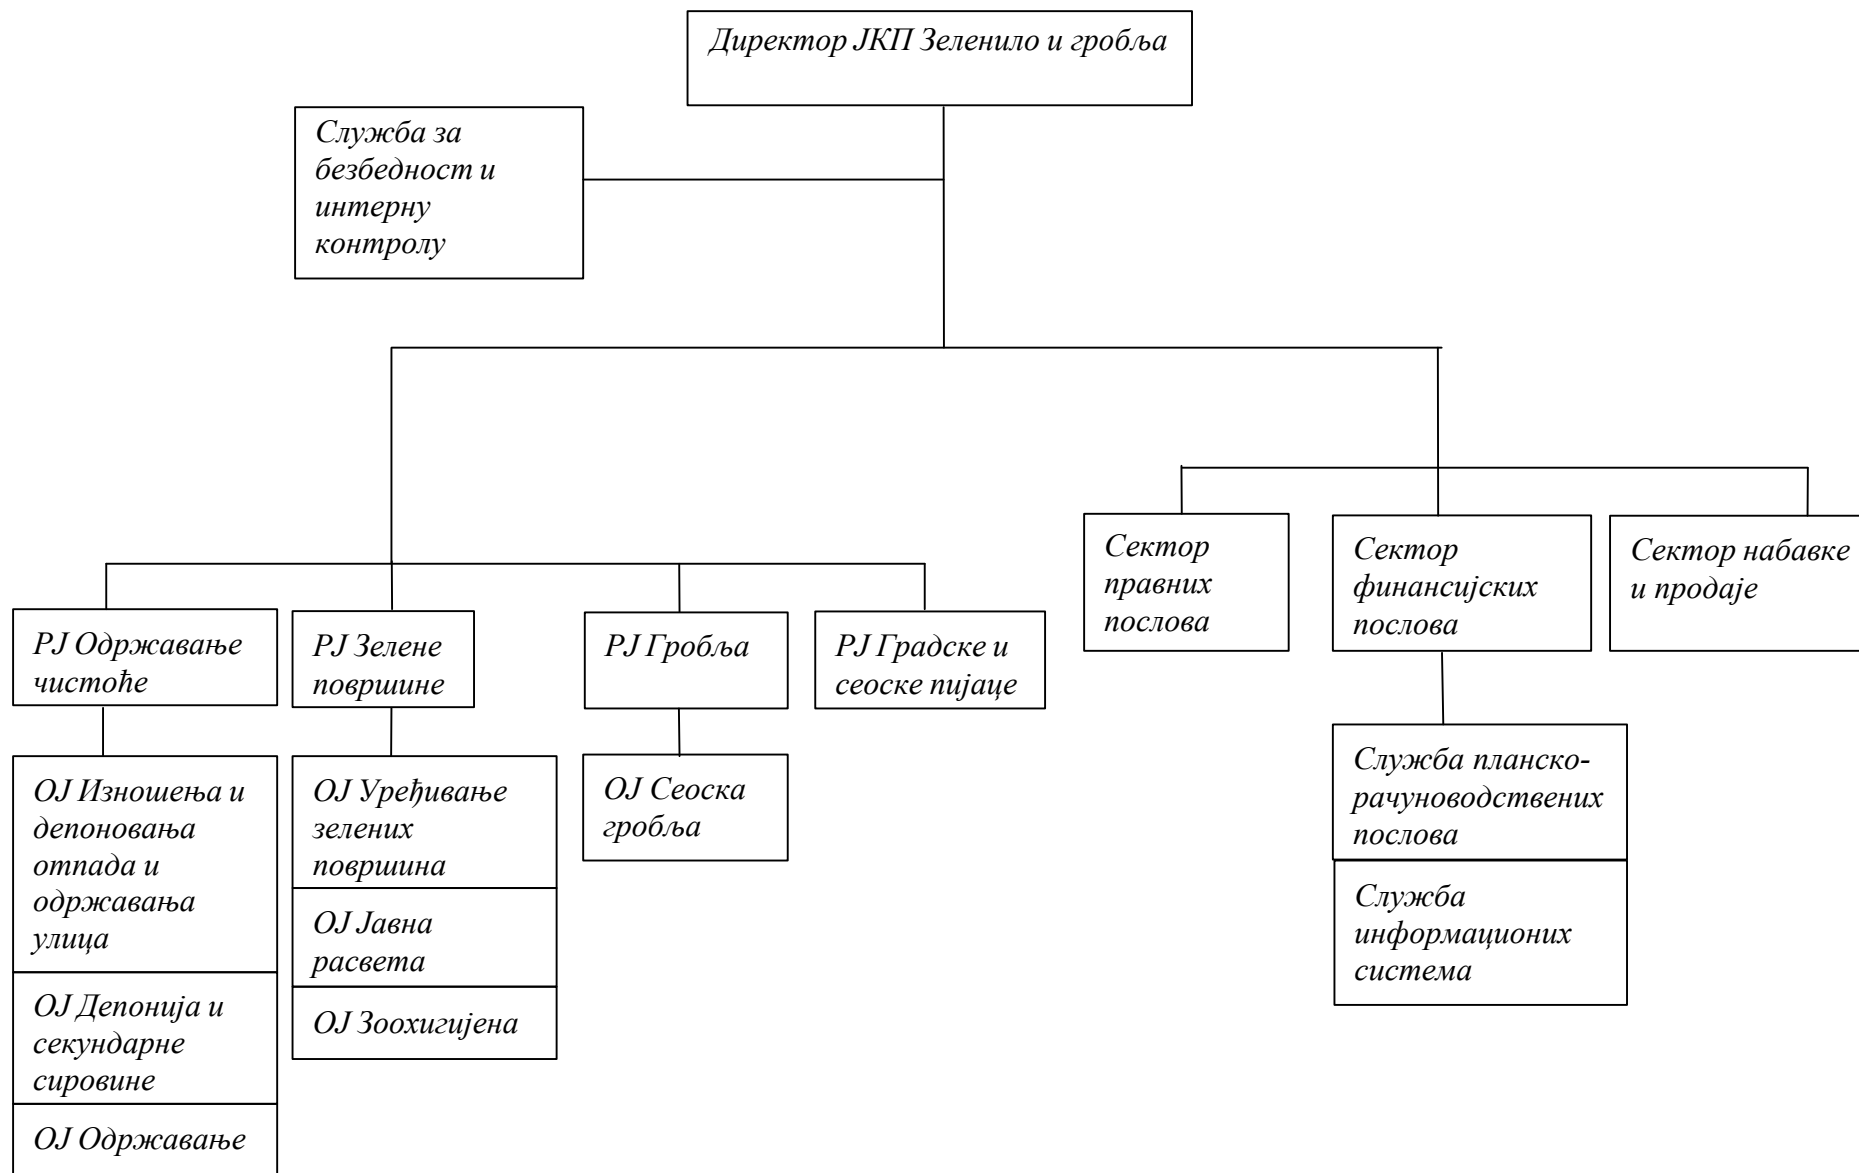 Директор ЈКП Зеленило и гробља
Служба за
безбедност и
интерну
контролу
Сектор
правних
послова
Сектор
финансијских
послова
Сектор набавке
и продаје
РЈ Одржавање
чистоће
РЈ Зелене
површине
РЈ Гробља
РЈ Градске и
сеоске пијаце
ОЈ Изношења и
депоновања
отпада и
одржавања
улица
ОЈ Депонија и
секундарне
сировине
ОЈ Одржавање
ОЈ Уређивање
зелених
површина
ОЈ Јавна
расвета
ОЈ Зоохигијена
ОЈ Сеоска
гробља
Служба планско-
рачуноводствених
послова
Служба
информационих
система